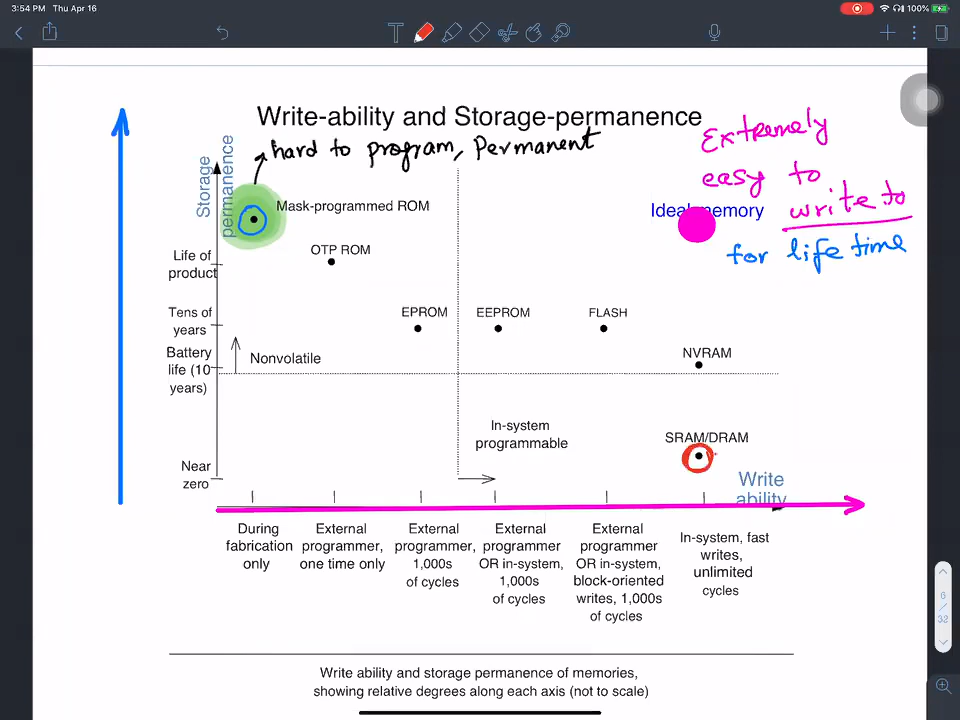 3:54 PM Thu Apr 16
100%
Write-ability and Storage-permanence
hard to program, Permanent
Extremely
easy to
write to
for life time
Storage
permanence
Mask-programmed ROM
Ideal memory
OTP ROM
Life of
product
EPROM
EEPROM
FLASH
Tens of
years
NVRAM
Battery
life (10
years)
Nonvolatile
In-system
programmable
SRAM/DRAM
Near
zero
Write
ability
During
fabrication
only
External
programmer,
one time only
External
programmer,
1,000s
of cycles
External
programmer
OR in-system,
1,000s
of cycles
External
programmer
OR in-system,
block-oriented
writes, 1,000s
of cycles
In-system, fast
writes,
unlimited
cycles
6
/
33
Write ability and storage permanence of memories,
showing relative degrees along each axis (not to scale)